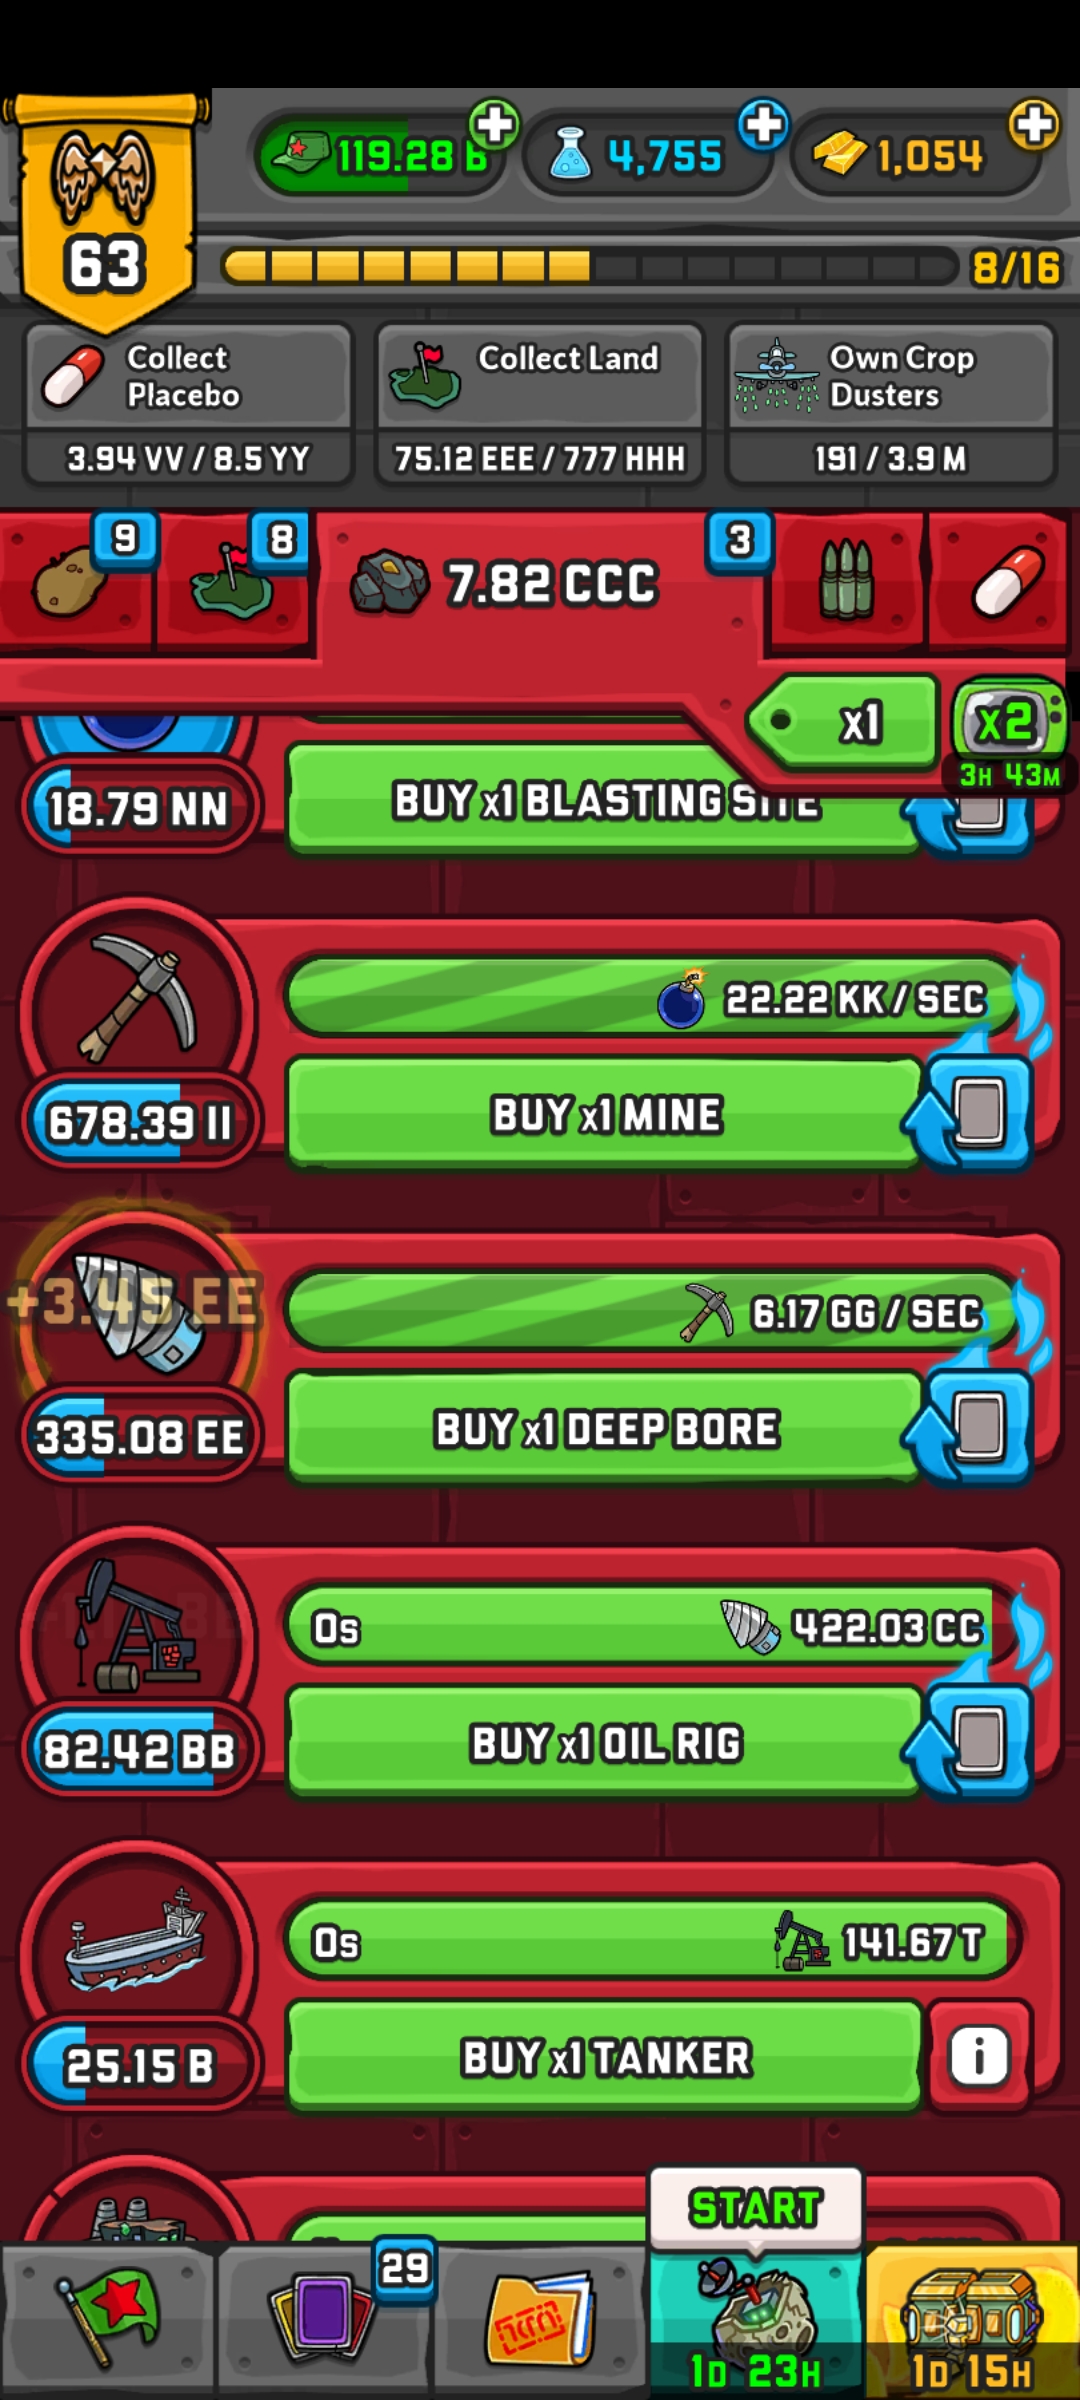 119.28 B
4,755
1,054
63
8/16
Collect
Placebo
3.94 VV / 8.5 YY
Collect Land
75.12 EEE / 777 HHH
Own Crop
Dusters
191 / 3.9 M
9
8
7.82 CCC
3
x1
x2
3H 43M
18.79 NN
BUY x1 BLASTING SITE
22.22 KK / SEC
678.39 II
BUY x1 MINE
+3.45 EE
6.17 GG / SEC
335.08 EE
BUY x1 DEEP BORE
0s
422.03 CC
82.42 BB
BUY x1 OIL RIG
0s
141.67 T
25.15 B
BUY x1 TANKER
i
START
29
1D 23H
1D 15H